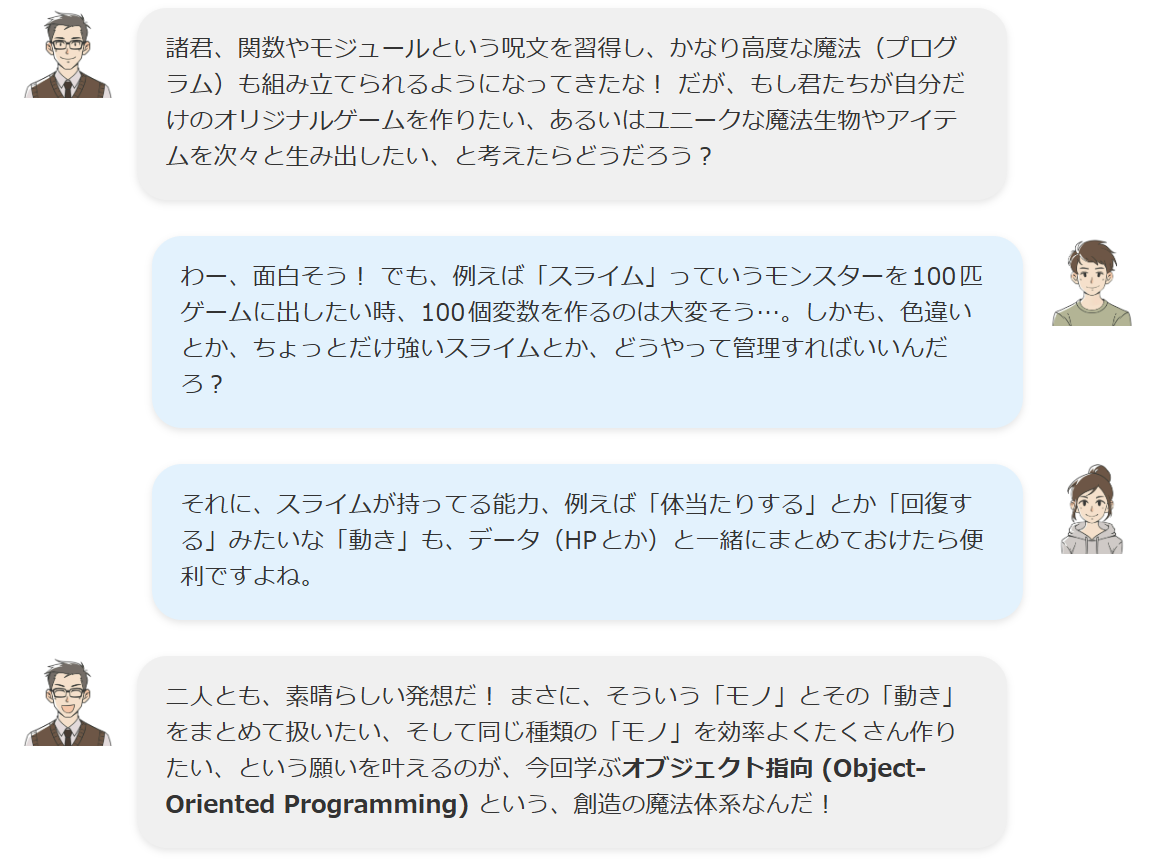 諸君、関数やモジュールという呪文を習得し、かなり高度な魔法（プログ
ラム）も組み立てられるようになってきたな！ だが、もし君たちが自分だ
けのオリジナルゲームを作りたい、あるいはユニークな魔法生物やアイテ
ムを次々と生み出したい、と考えたらどうだろう？
わー、面白そう！ でも、例えば「スライム」っていうモンスターを100匹
ゲームに出したい時、100個変数を作るのは大変そう…。しかも、色違い
とか、ちょっとだけ強いスライムとか、どうやって管理すればいいんだ
ろ？
それに、スライムが持ってる能力、例えば「体当たりする」とか「回復す
る」みたいな「動き」も、データ（HPとか）と一緒にまとめておけたら便
利ですよね。
二人とも、素晴らしい発想だ！ まさに、そういう「モノ」とその「動き」
をまとめて扱いたい、そして同じ種類の「モノ」を効率よくたくさん作り
たい、という願いを叶えるのが、今回学ぶオブジェクト指向 (Object-
Oriented Programming) という、創造の魔法体系なんだ！